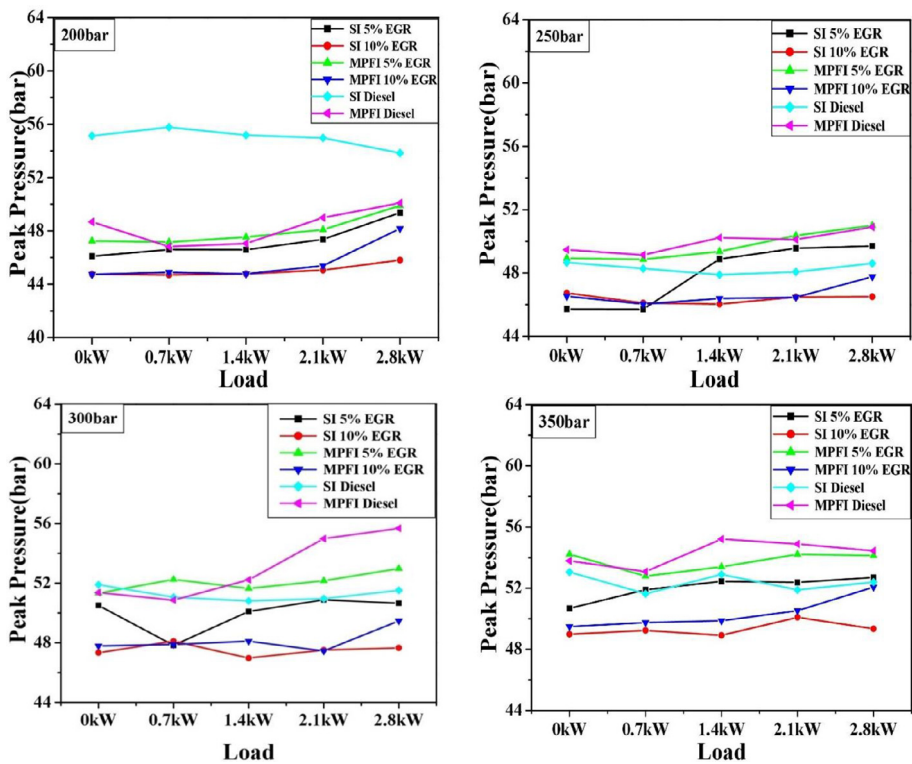 200bar
SI 5% EGR
SI 10% EGR
MPFI 5% EGR
MPFI 10% EGR
SI Diesel
MPFI Diesel
Peak Pressure(bar)
64
60
56
52
48
44
40
0kW 0.7kW 1.4kW 2.1kW 2.8kW
Load
250bar
SI 5% EGR
SI 10% EGR
MPFI 5% EGR
MPFI 10% EGR
SI Diesel
MPFI Diesel
Peak Pressure(bar)
64
60
56
52
48
44
0kW 0.7kW 1.4kW 2.1kW 2.8kW
Load
300bar
SI 5% EGR
SI 10% EGR
MPFI 5% EGR
MPFI 10% EGR
SI Diesel
MPFI Diesel
Peak Pressure(bar)
64
60
56
52
48
44
0kW 0.7kW 1.4kW 2.1kW 2.8kW
Load
350bar
SI 5% EGR
SI 10% EGR
MPFI 5% EGR
MPFI 10% EGR
SI Diesel
MPFI Diesel
Peak Pressure(bar)
64
60
56
52
48
44
0kW 0.7kW 1.4kW 2.1kW 2.8kW
Load